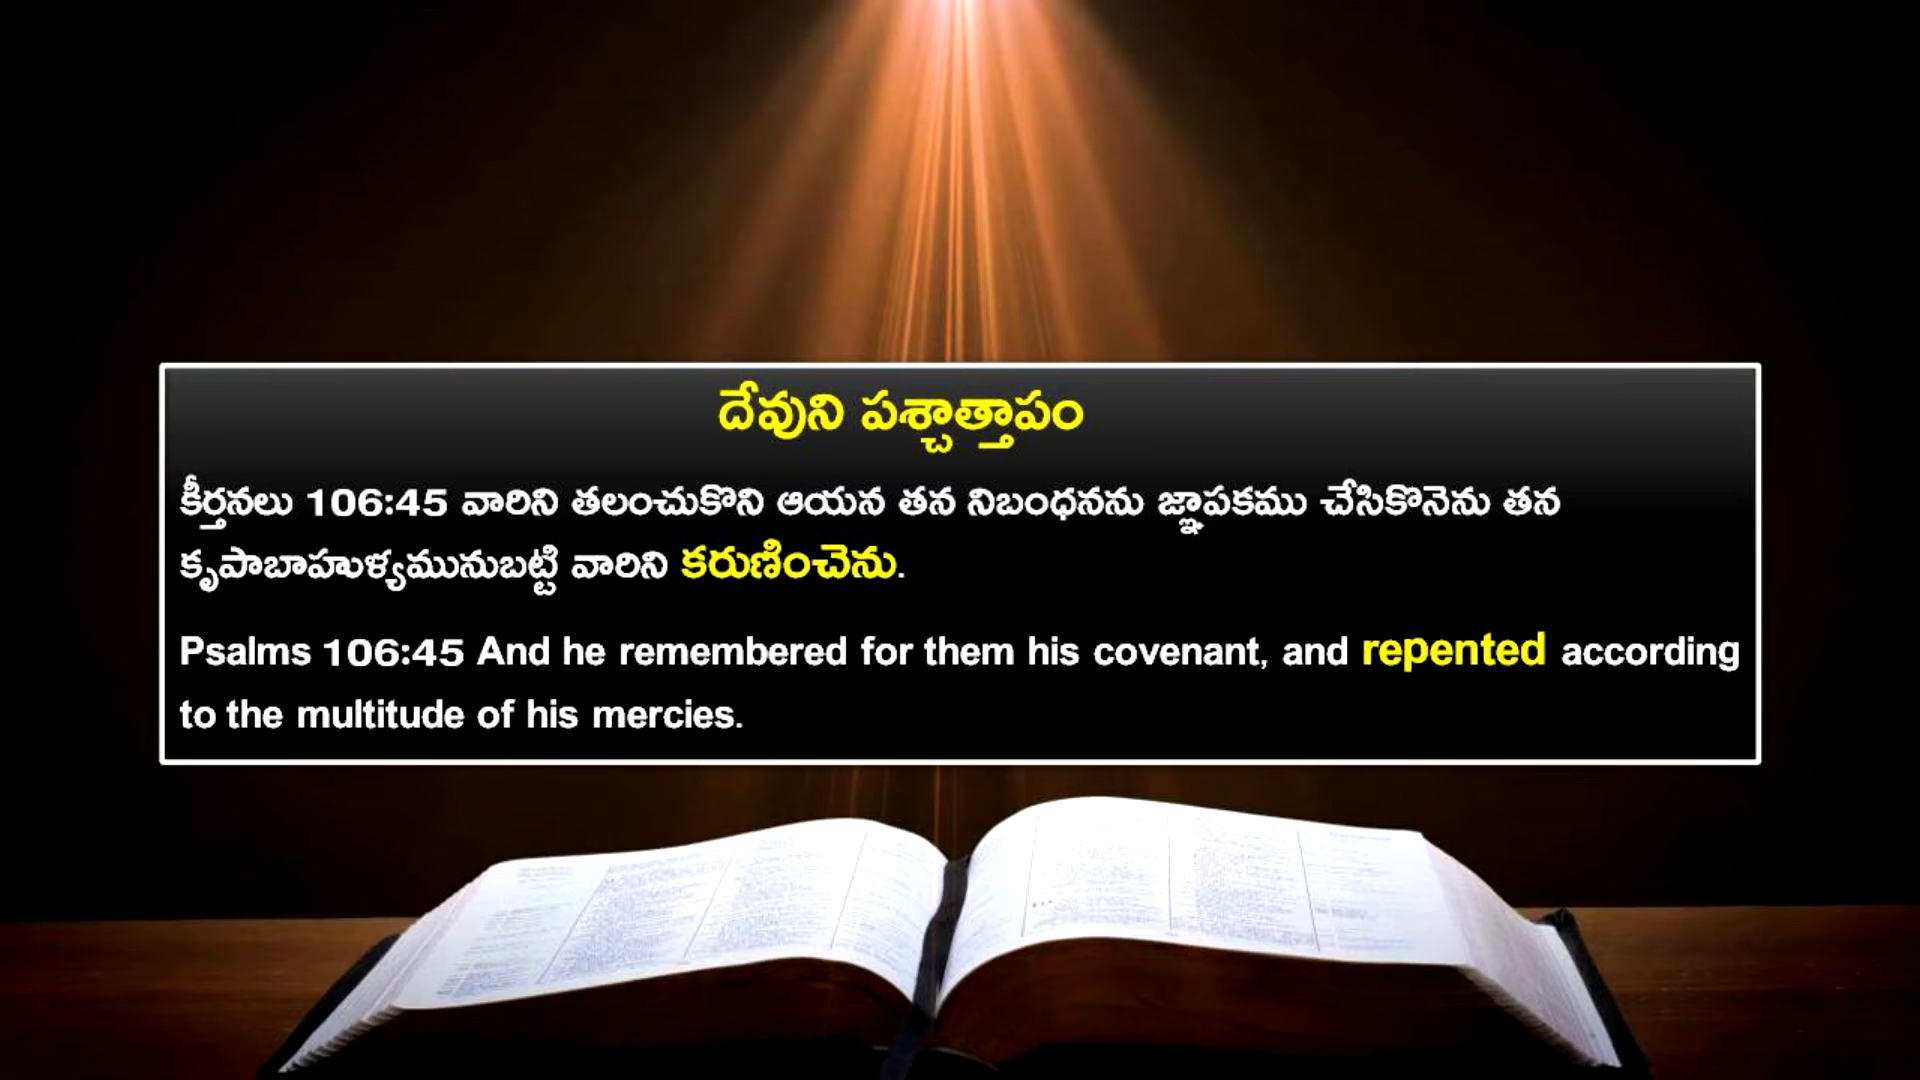 దేవుని పశ్చాత్తాపం
కీర్తనలు 106:45 వారిని తలంచుకొని ఆయన తన నిబంధనను జ్ఞాపకము చేసికొనెను తన
కృపాబాహుళ్యమునుబట్టి వారిని కరుణించెను.
Psalms 106:45 And he remembered for them his covenant, and repented according
to the multitude of his mercies.